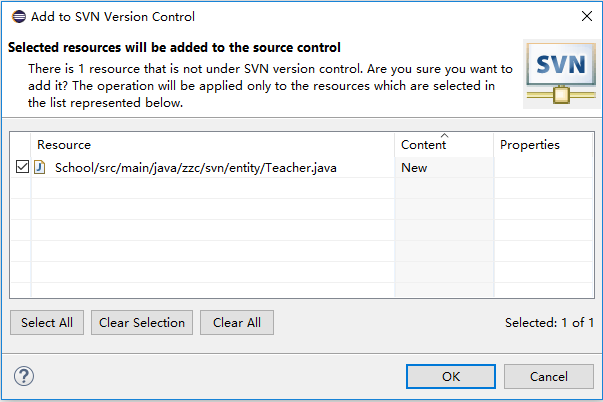 Add to SVN Version Control
Selected resources will be added to the source control
There is 1 resource that is not under SVN version control. Are you sure you want to
add it? The operation will be applied only to the resources which are selected in
the list represented below.
SVN
Resource Content Properties
J School/src/main/java/zzc/svn/entity/Teacher.java New
Select All Clear Selection Clear All Selected: 1 of 1
? OK Cancel